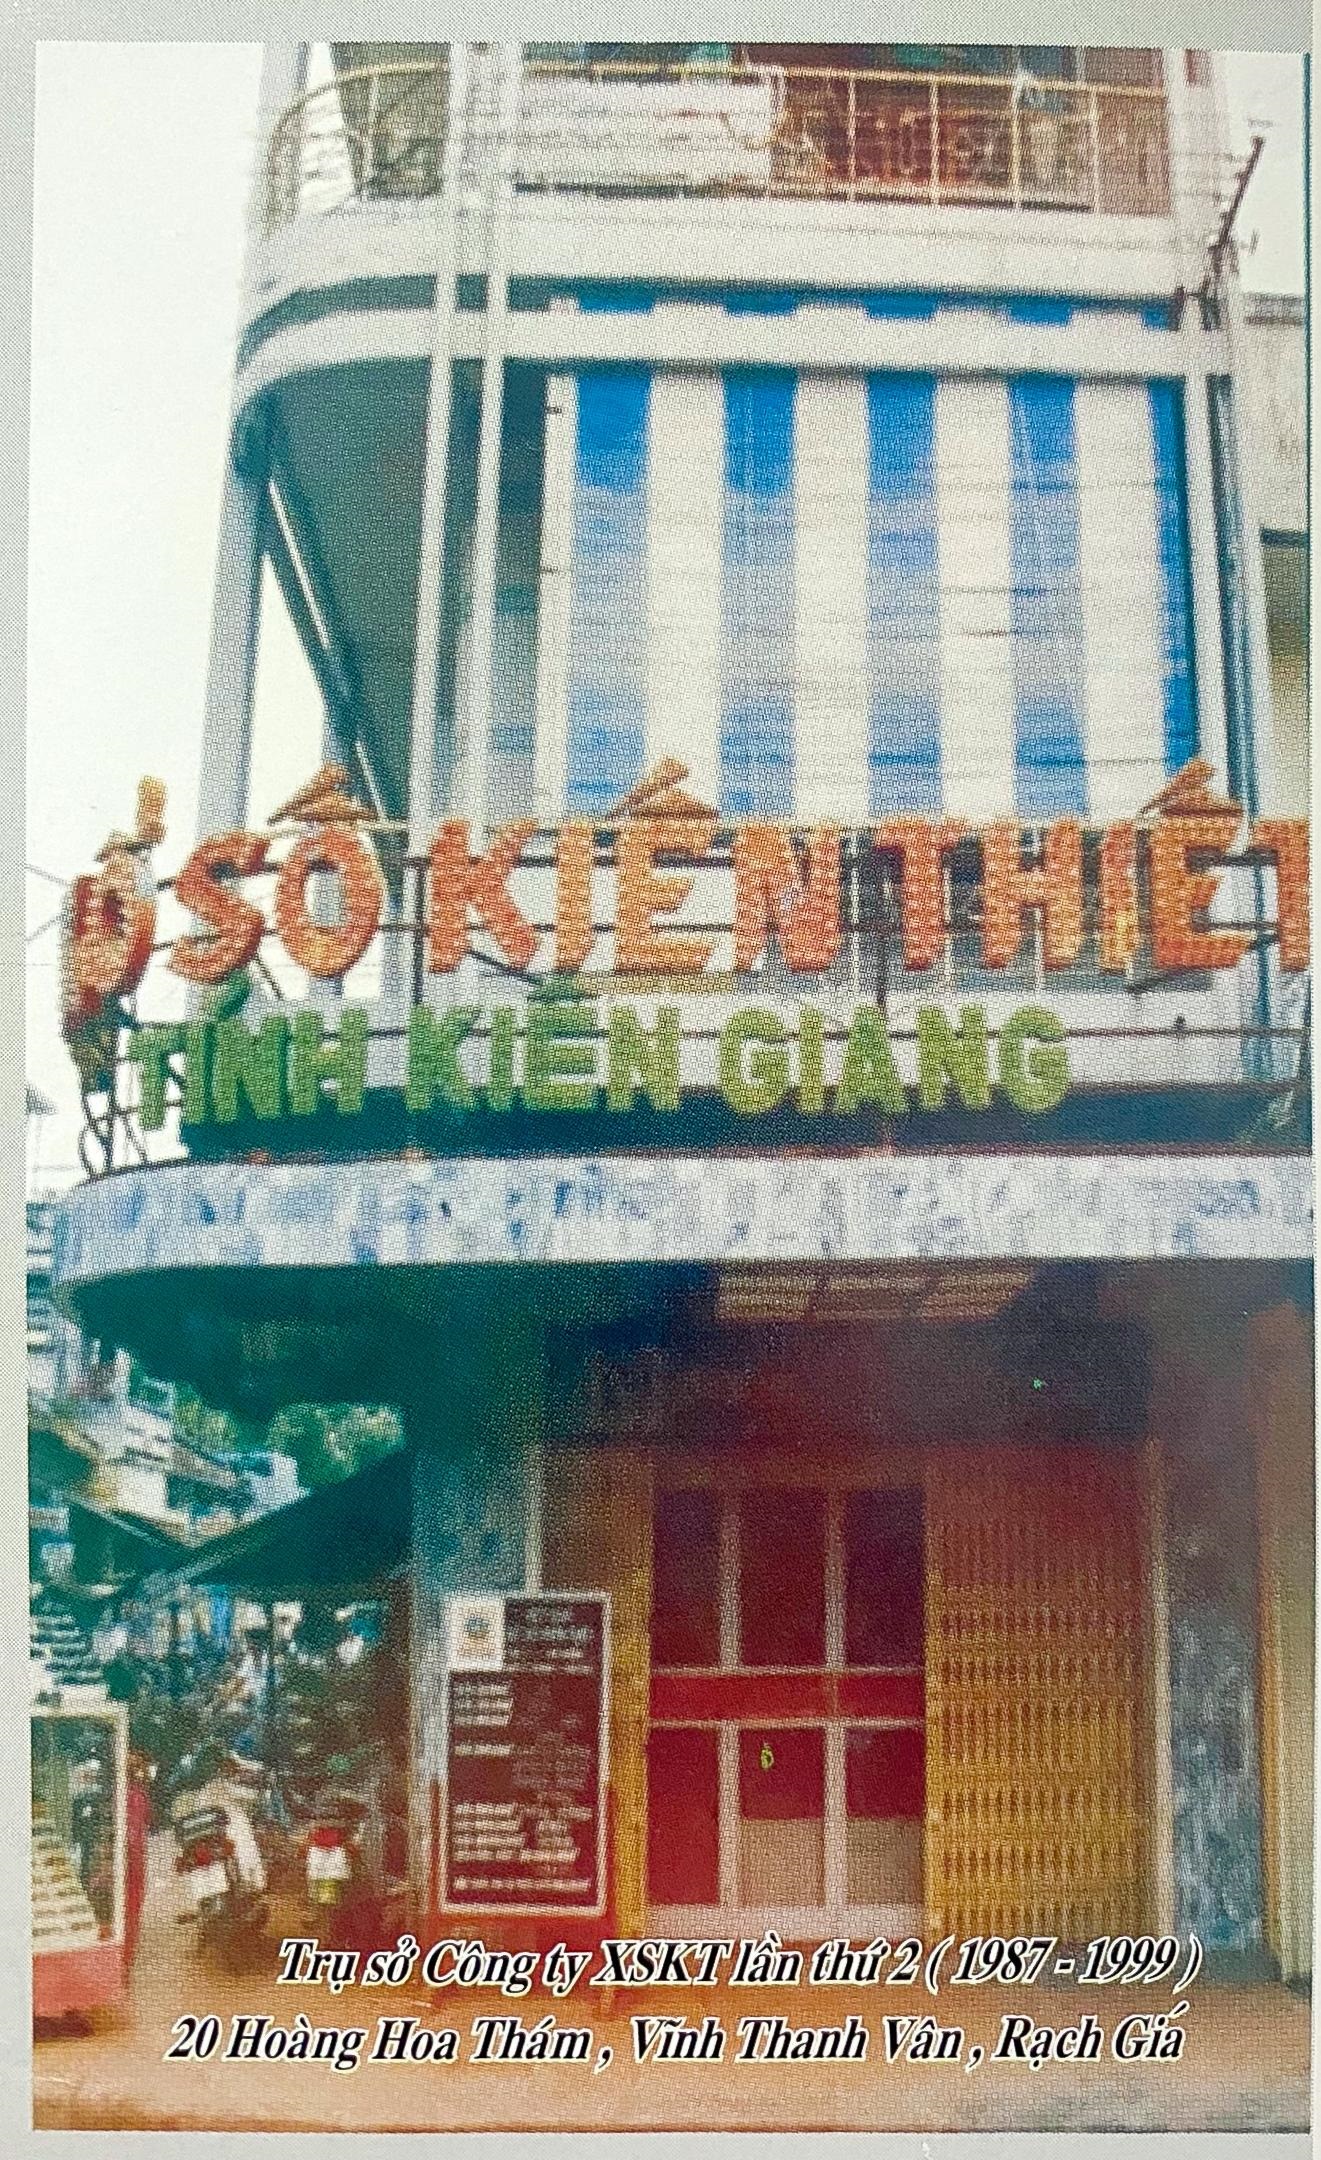 Ổ SỐ KIẾN THIẾT
TỈNH KIÊN GIANG
Trụ sở Công ty XSKT lần thứ 2 ( 1987 - 1999 )
20 Hoàng Hoa Thám , Vĩnh Thanh Vân , Rạch Giá